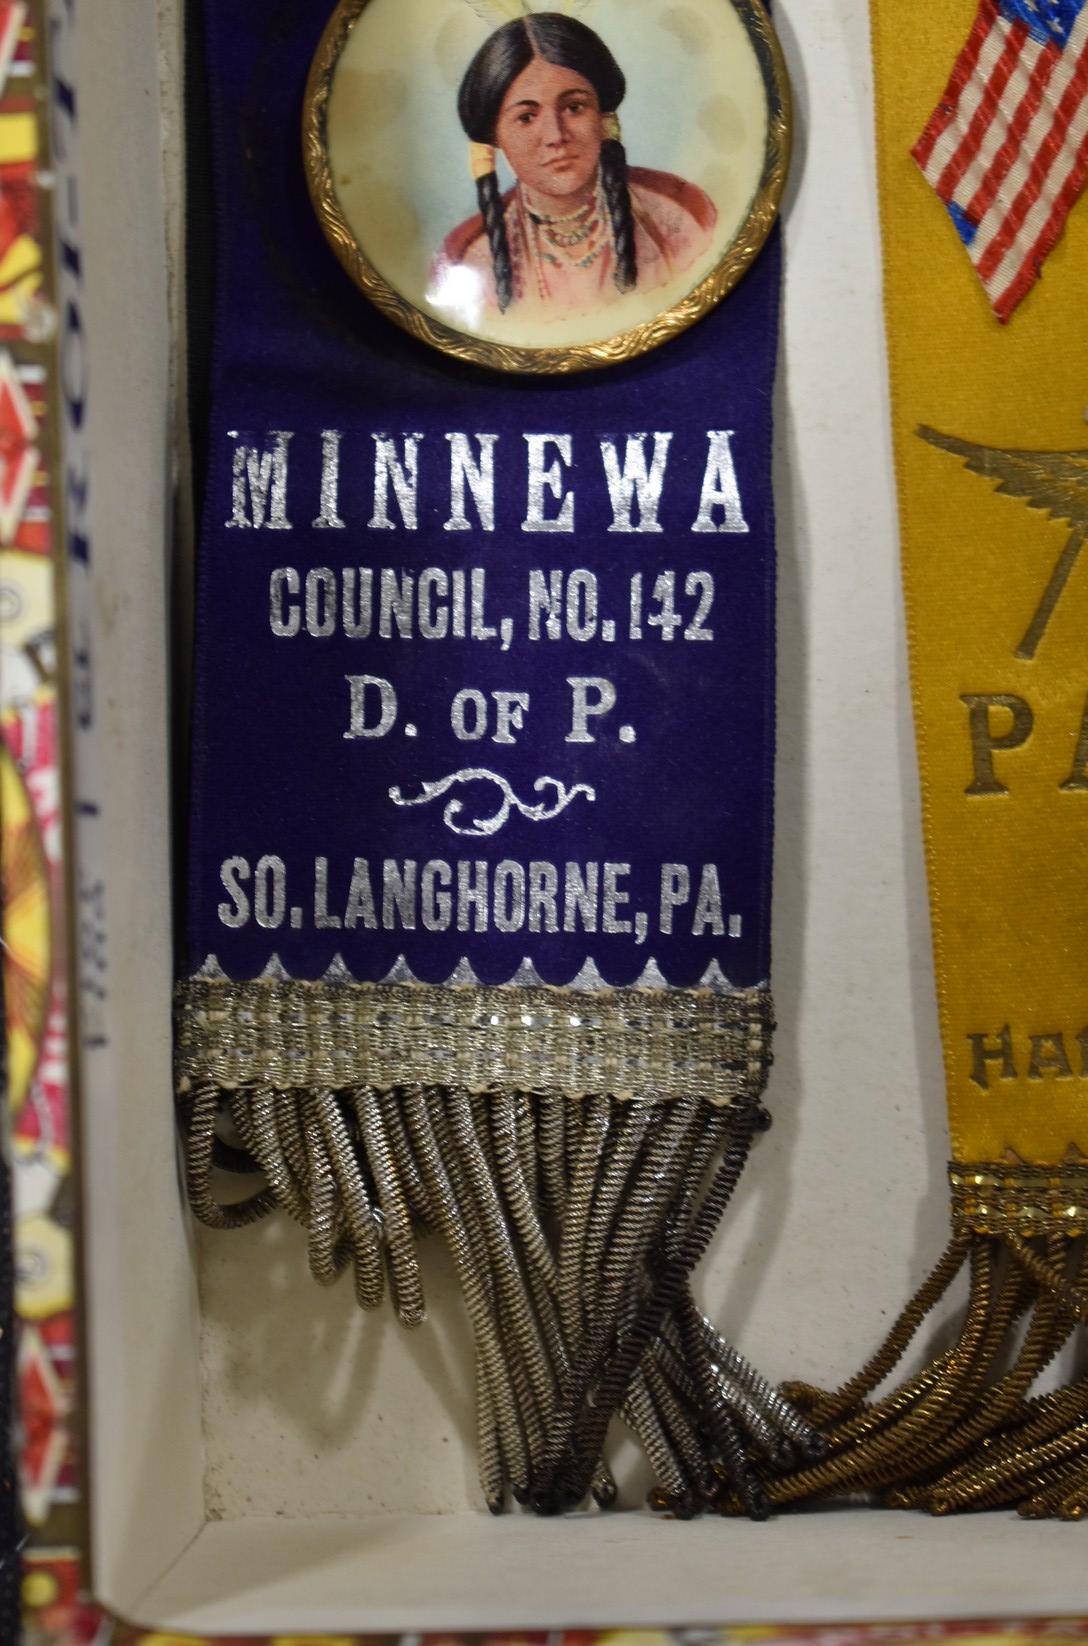 MINNEWA
COUNCIL, NO. 142
D. OF P.
SO. LANGHORNE, PA.